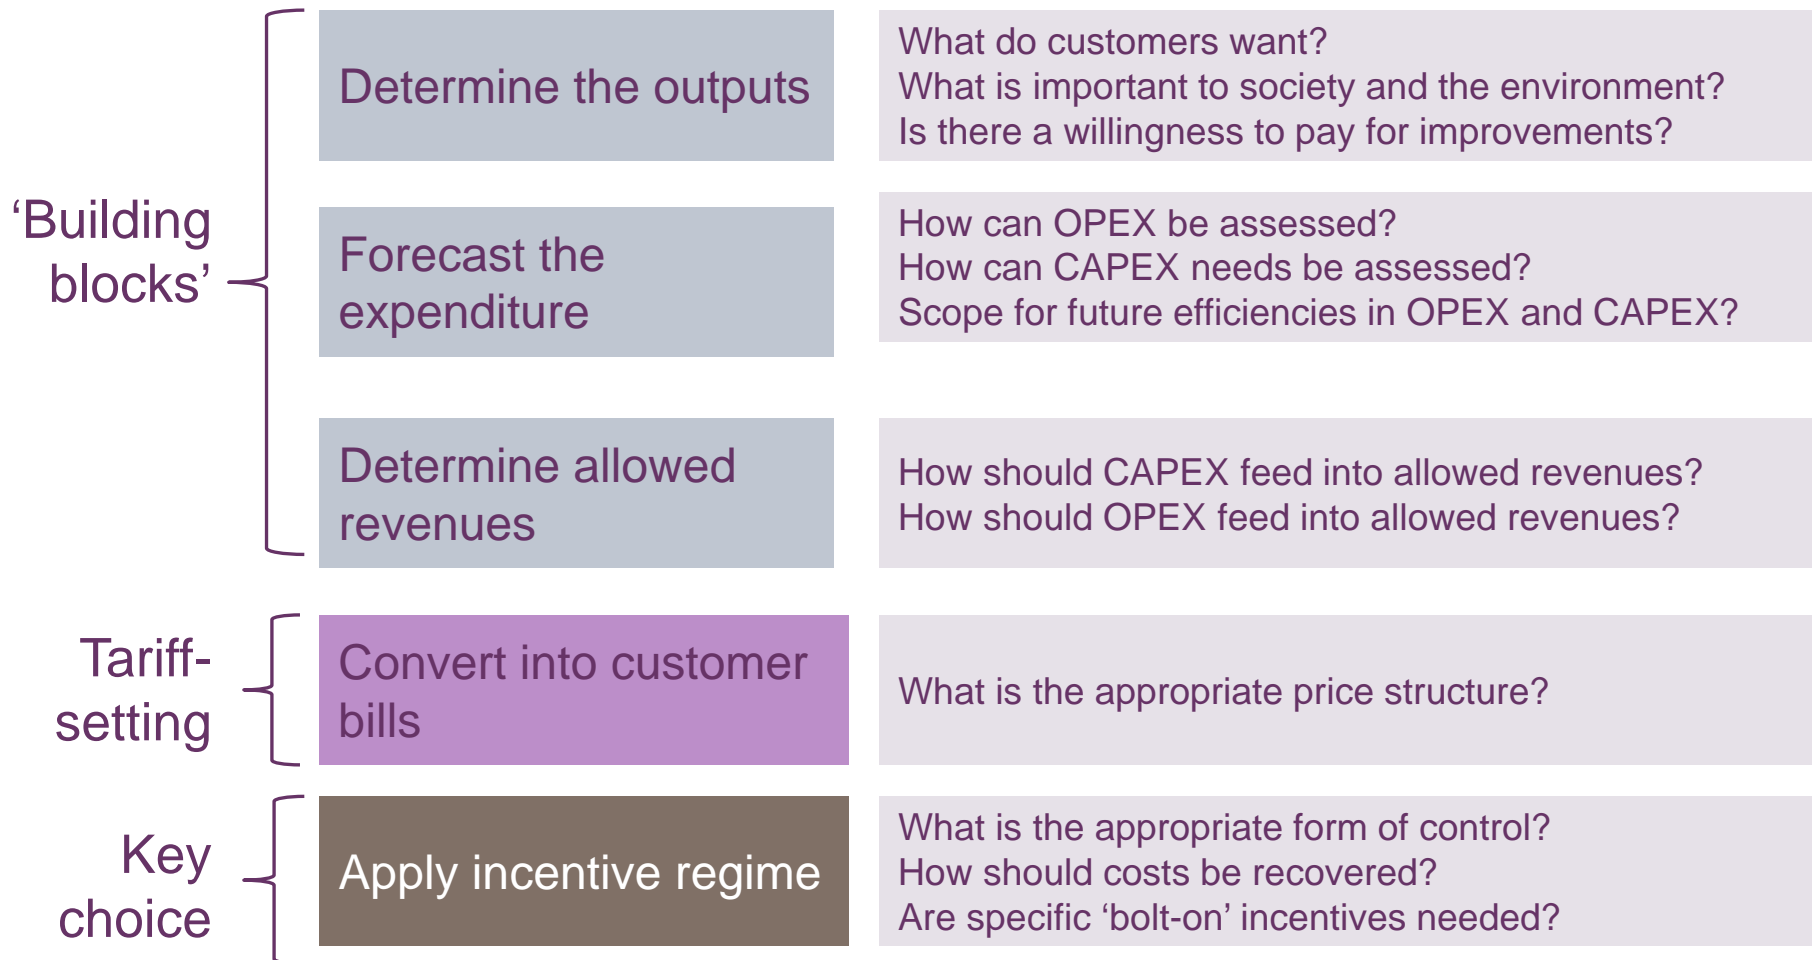 ‘Building
blocks’
Determine the outputs
What do customers want?
What is important to society and the environment?
Is there a willingness to pay for improvements?
Forecast the
expenditure
How can OPEX be assessed?
How can CAPEX needs be assessed?
Scope for future efficiencies in OPEX and CAPEX?
Determine allowed
revenues
How should CAPEX feed into allowed revenues?
How should OPEX feed into allowed revenues?
Tariff-
setting
Convert into customer
bills
What is the appropriate price structure?
Key
choice
Apply incentive regime
What is the appropriate form of control?
How should costs be recovered?
Are specific ‘bolt-on’ incentives needed?